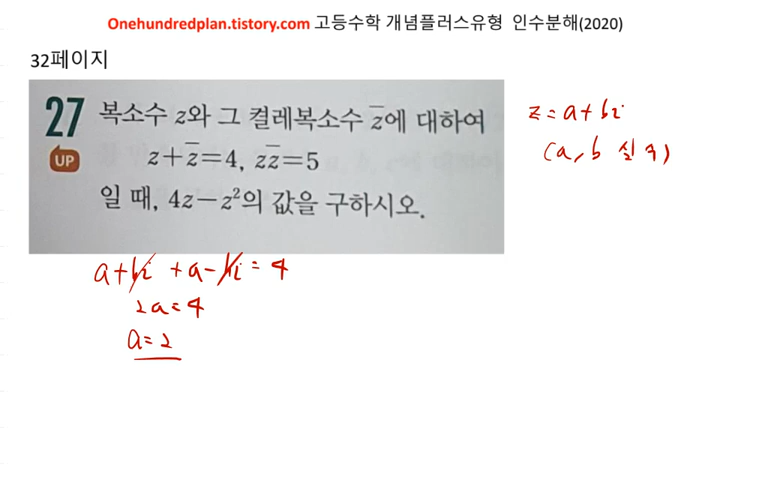 Onehundredplan.tistory.com 고등수학 개념플러스유형 인수분해(2020)
32페이지
27 복소수 z와 그 켤레복소수 z̄에 대하여
UP
z+z̄=4, zz̄=5
일 때, 4z−z²의 값을 구하시오.
z=a+bi
(a, b 실수)
a+bi+a-bi=4
2a=4
a=2